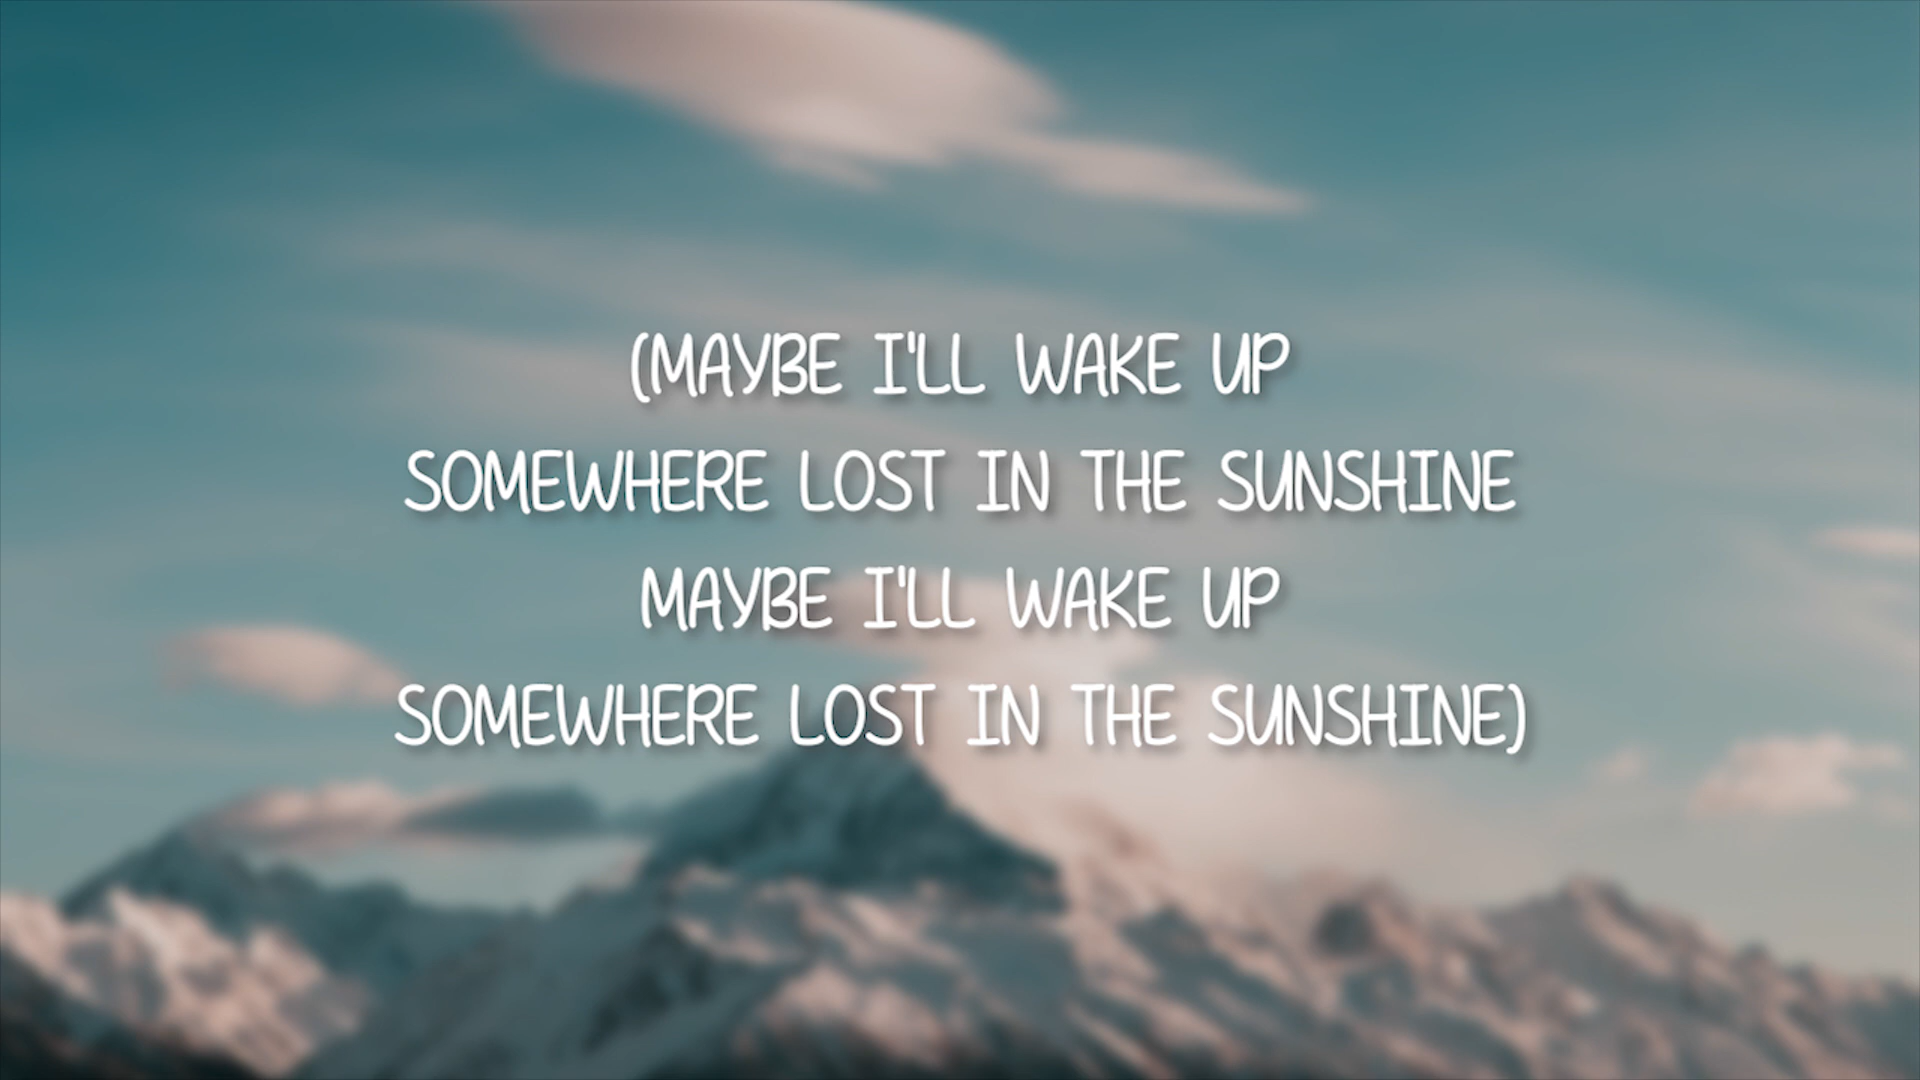 (MAYBE I'LL WAKE UP
SOMEWHERE LOST IN THE SUNSHINE
MAYBE I'LL WAKE UP
SOMEWHERE LOST IN THE SUNSHINE)